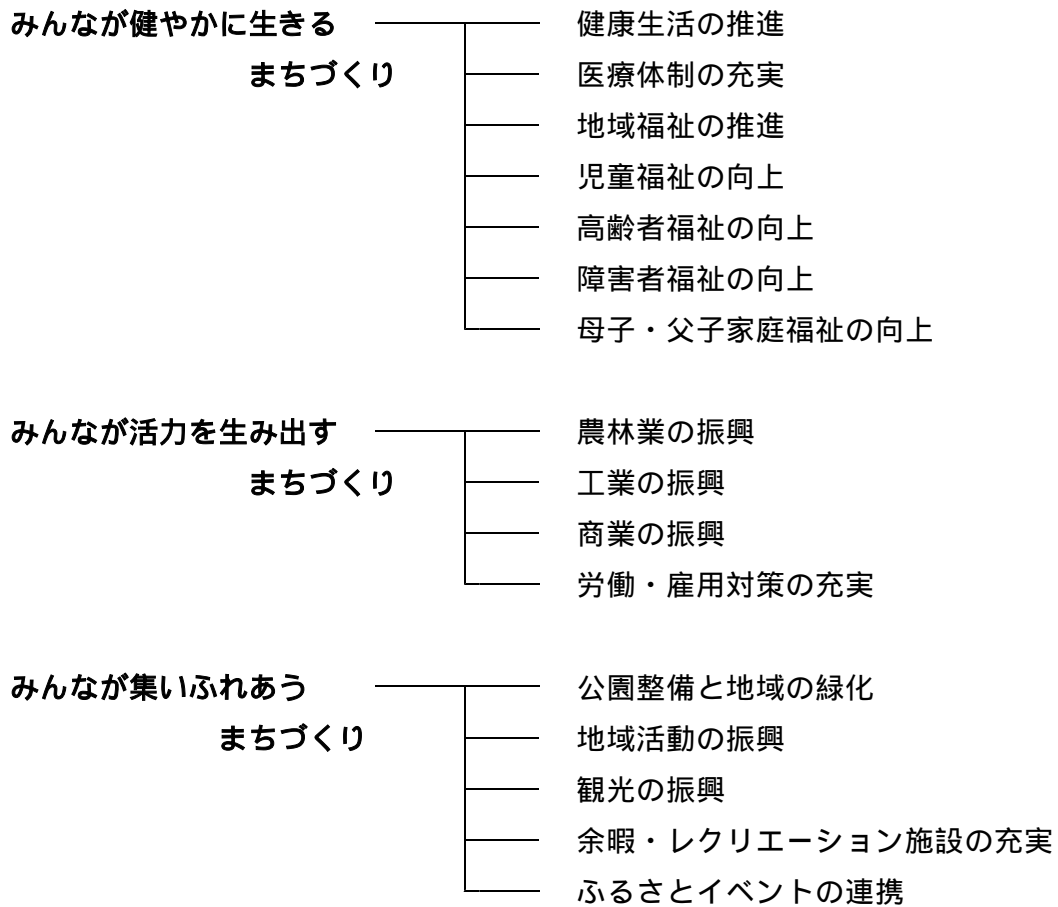 みんなが健やかに生きる 健康生活の推進
まちづくり 医療体制の充実
地域福祉の推進
児童福祉の向上
高齢者福祉の向上
障害者福祉の向上
母子・父子家庭福祉の向上
みんなが活力を生み出す 農林業の振興
まちづくり 工業の振興
商業の振興
労働・雇用対策の充実
みんなが集いふれあう 公園整備と地域の緑化
まちづくり 地域活動の振興
観光の振興
余暇・レクリエーション施設の充実
ふるさとイベントの連携